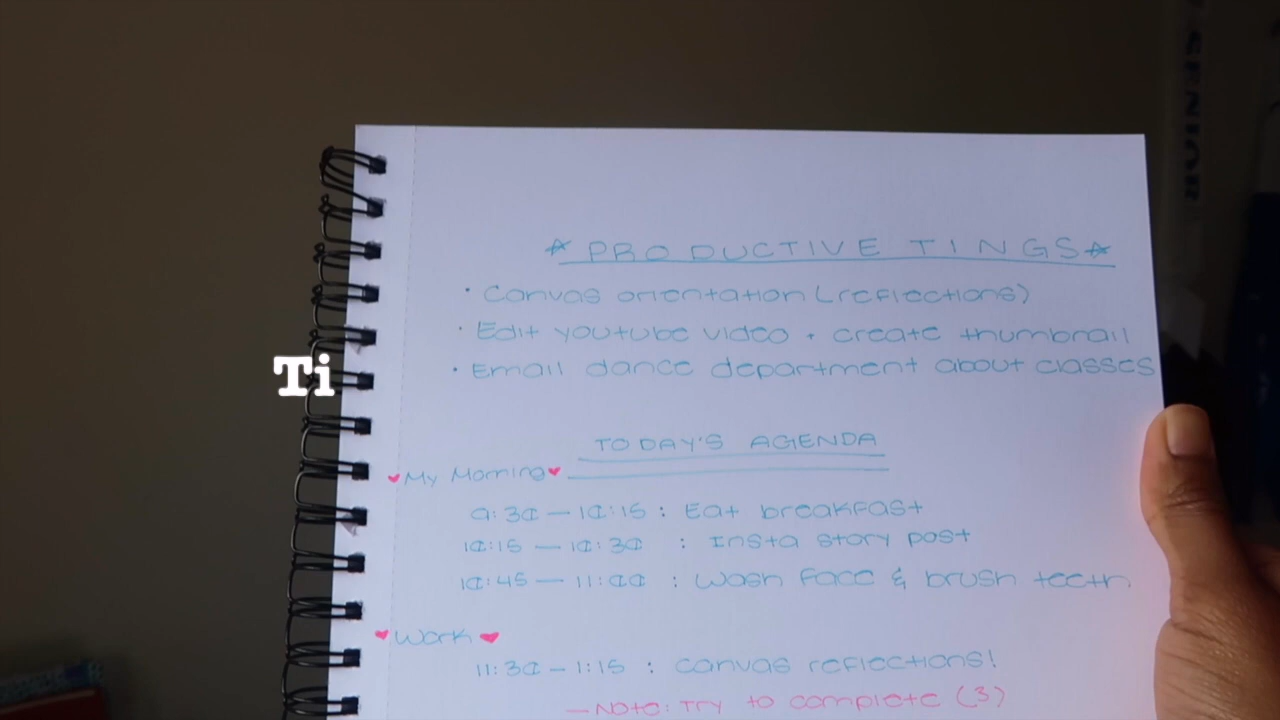 SENIOR
☆ PRODUCTIVE TINGS ☆
• Canvas orientation (reflections)
• Edit youtube video + create thumbnail
• Email dance department about classes
Ti
TODAY'S AGENDA
♥ My Morning ♥
9:30 — 10:15 : Eat breakfast
10:15 — 10:30 : Insta story post
10:45 — 11:00 : Wash face & brush teeth
♥ Work ♥
11:30 — 1:15 : Canvas reflections!
— Note: Try to complete (3)